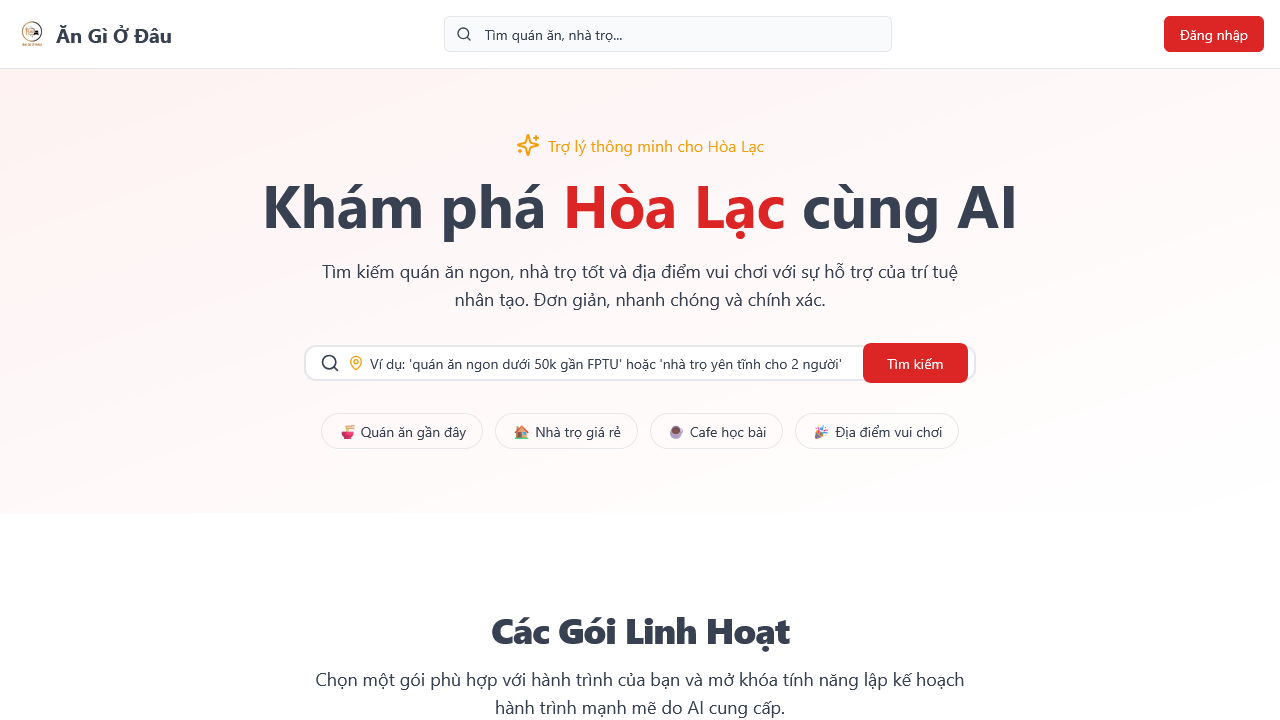 Ăn Gì Ở Đâu
Tìm quán ăn, nhà trọ...
Đăng nhập
Trợ lý thông minh cho Hòa Lạc
Khám phá Hòa Lạc cùng AI
Tìm kiếm quán ăn ngon, nhà trọ tốt và địa điểm vui chơi với sự hỗ trợ của trí tuệ
nhân tạo. Đơn giản, nhanh chóng và chính xác.
Ví dụ: 'quán ăn ngon dưới 50k gần FPTU' hoặc 'nhà trọ yên tĩnh cho 2 người'
Tìm kiếm
Quán ăn gần đây
Nhà trọ giá rẻ
Cafe học bài
Địa điểm vui chơi
Các Gói Linh Hoạt
Chọn một gói phù hợp với hành trình của bạn và mở khóa tính năng lập kế hoạch
hành trình mạnh mẽ do AI cung cấp.